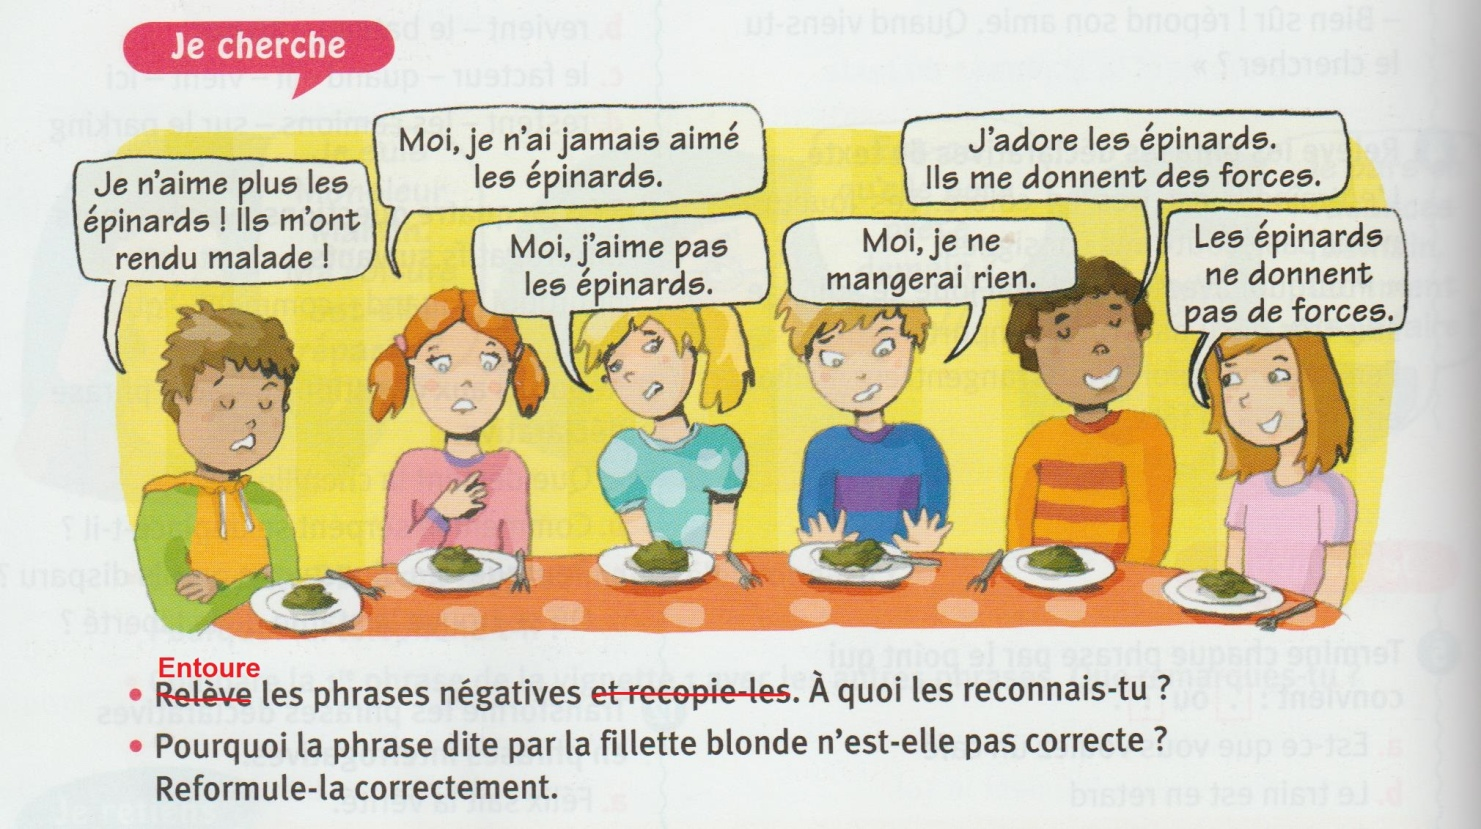 Je cherche
Je n'aime plus les
épinards ! Ils m'ont
rendu malade !
Moi, je n'ai jamais aimé
les épinards.
Moi, j'aime pas
les épinards.
Moi, je ne
mangerai rien.
J'adore les épinards.
Ils me donnent des forces.
Les épinards
ne donnent
pas de forces.
Entoure
• Relève les phrases négatives et recopie-les. À quoi les reconnais-tu ?
• Pourquoi la phrase dite par la fillette blonde n'est-elle pas correcte ?
Reformule-la correctement.